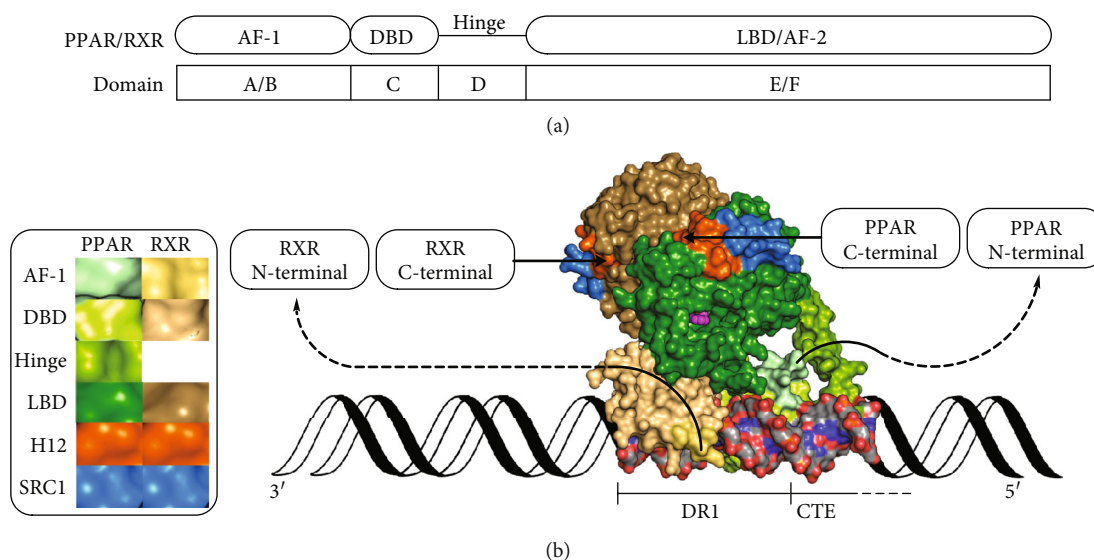 Hinge
PPAR/RXR AF-1 DBD LBD/AF-2
Domain A/B C D E/F
(a)
PPAR RXR
AF-1
DBD
Hinge
LBD
H12
SRC1
RXR
N-terminal
RXR
C-terminal
PPAR
C-terminal
PPAR
N-terminal
3′ 5′
DR1 CTE
(b)